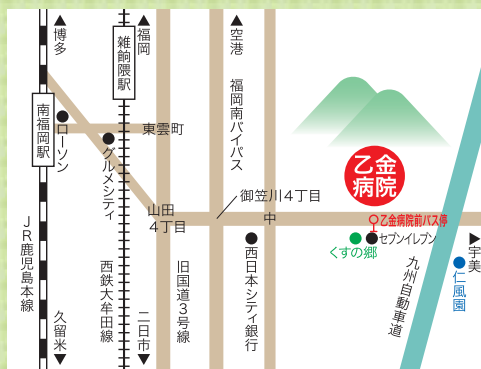 ▲博多
▲福岡
▲空港
雑餉隈駅
南福岡駅
ローソン
グルメシティ
東雲町
福岡南バイパス
乙金
病院
御笠川4丁目
山田
4丁目
中
乙金病院前バス停
くすの郷
セブンイレブン
▶宇美
仁風園
九州自動車道
西日本シティ銀行
旧国道3号線
西鉄大牟田線
JR鹿児島本線
久留米▼
二日市▼